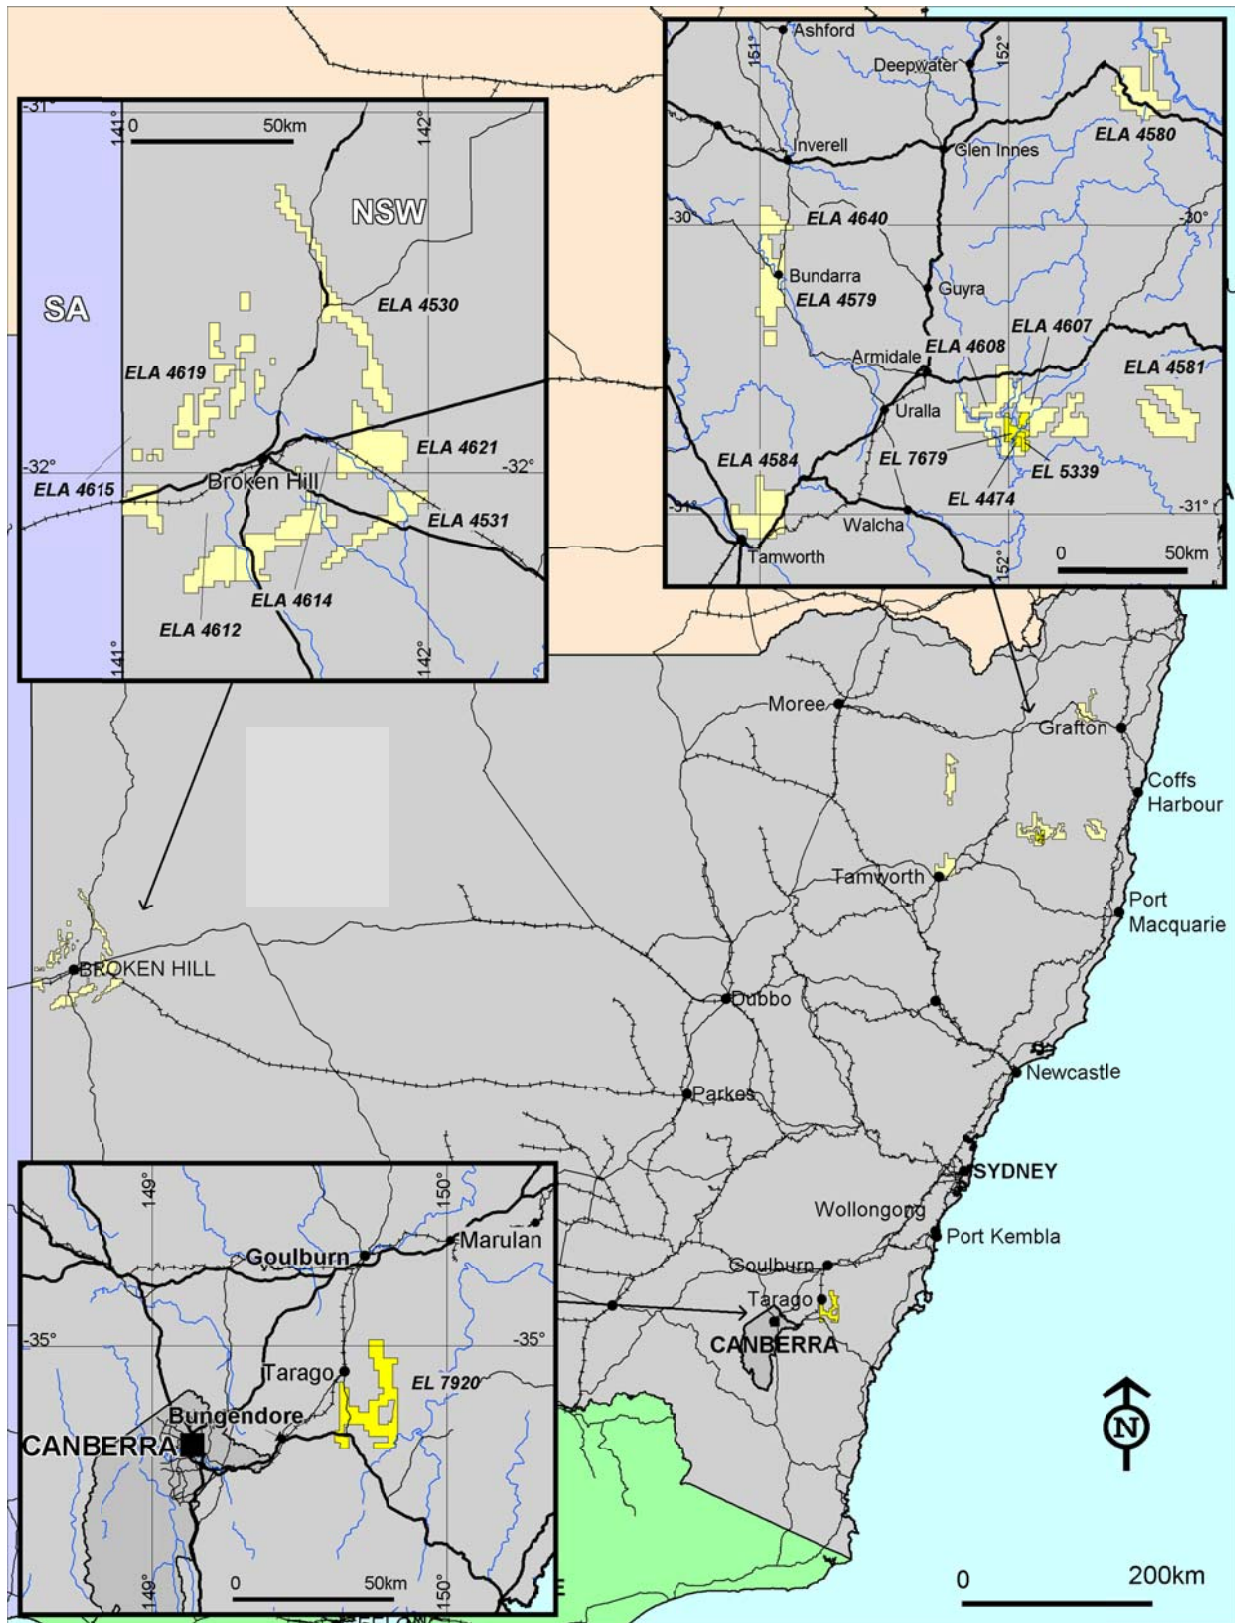 -31°
141°
0 50km
142°
NSW
SA
ELA 4530
ELA 4619
ELA 4621
-32°
-32°
Broken Hill
ELA 4615
ELA 4531
ELA 4614
ELA 4612
141°
142°
151°
152°
Ashford
Deepwater
ELA 4580
Inverell
Glen Innes
-30°
-30°
ELA 4640
Bundarra
ELA 4579
Guyra
ELA 4607
ELA 4608
Armidale
ELA 4581
Uralla
ELA 4584
EL 7679
EL 5339
EL 4474
-31°
-31°
Walcha
Tamworth
152°
0 50km
Moree
Grafton
Coffs
Harbour
Tamworth
Port
Macquarie
BROKEN HILL
Dubbo
Newcastle
Parkes
SYDNEY
Wollongong
Port Kembla
Goulburn
Tarago
CANBERRA
149°
150°
Goulburn
Marulan
-35°
-35°
Tarago
EL 7920
Bungendore
CANBERRA
149°
0 50km
150°
N
0 200km